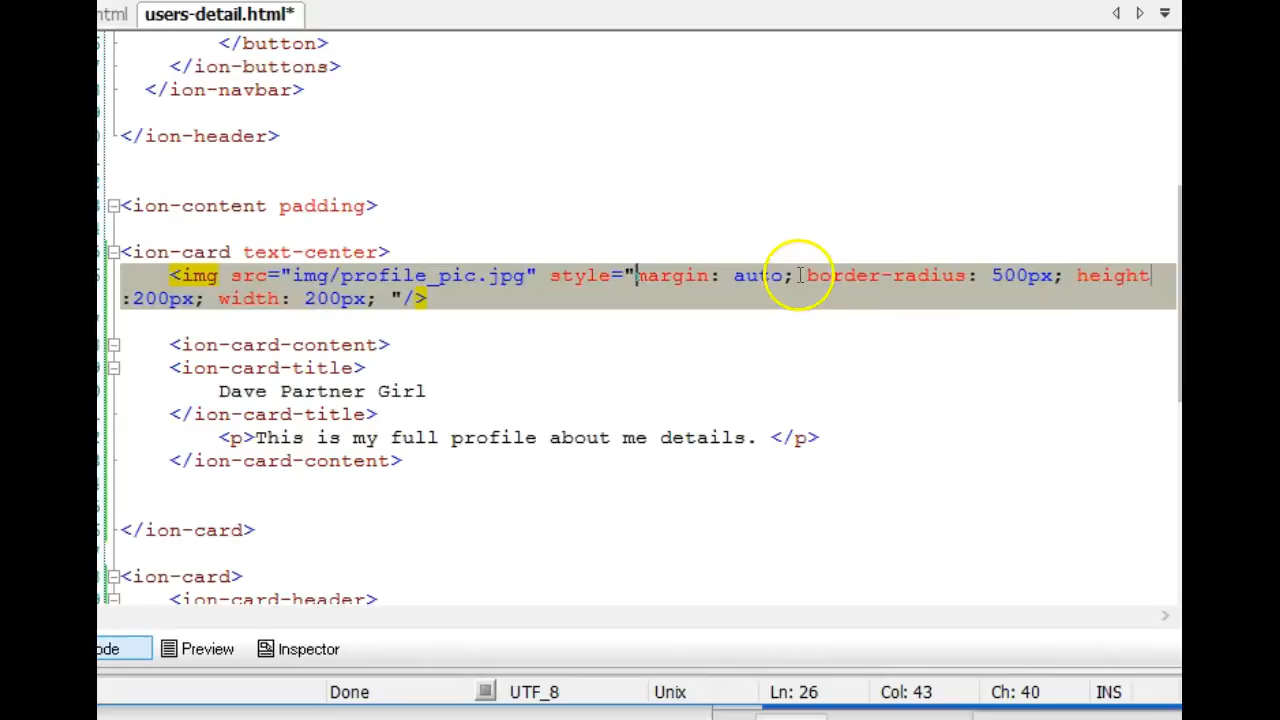 html users-detail.html*
</button>
</ion-buttons>
</ion-navbar>
</ion-header>
<ion-content padding>
<ion-card text-center>
<img src="img/profile_pic.jpg" style="margin: auto; border-radius: 500px; height
:200px; width: 200px; "/>
<ion-card-content>
<ion-card-title>
Dave Partner Girl
</ion-card-title>
<p>This is my full profile about me details. </p>
</ion-card-content>
</ion-card>
<ion-card>
<ion-card-header>
ode Preview Inspector
Done UTF_8 Unix Ln: 26 Col: 43 Ch: 40 INS